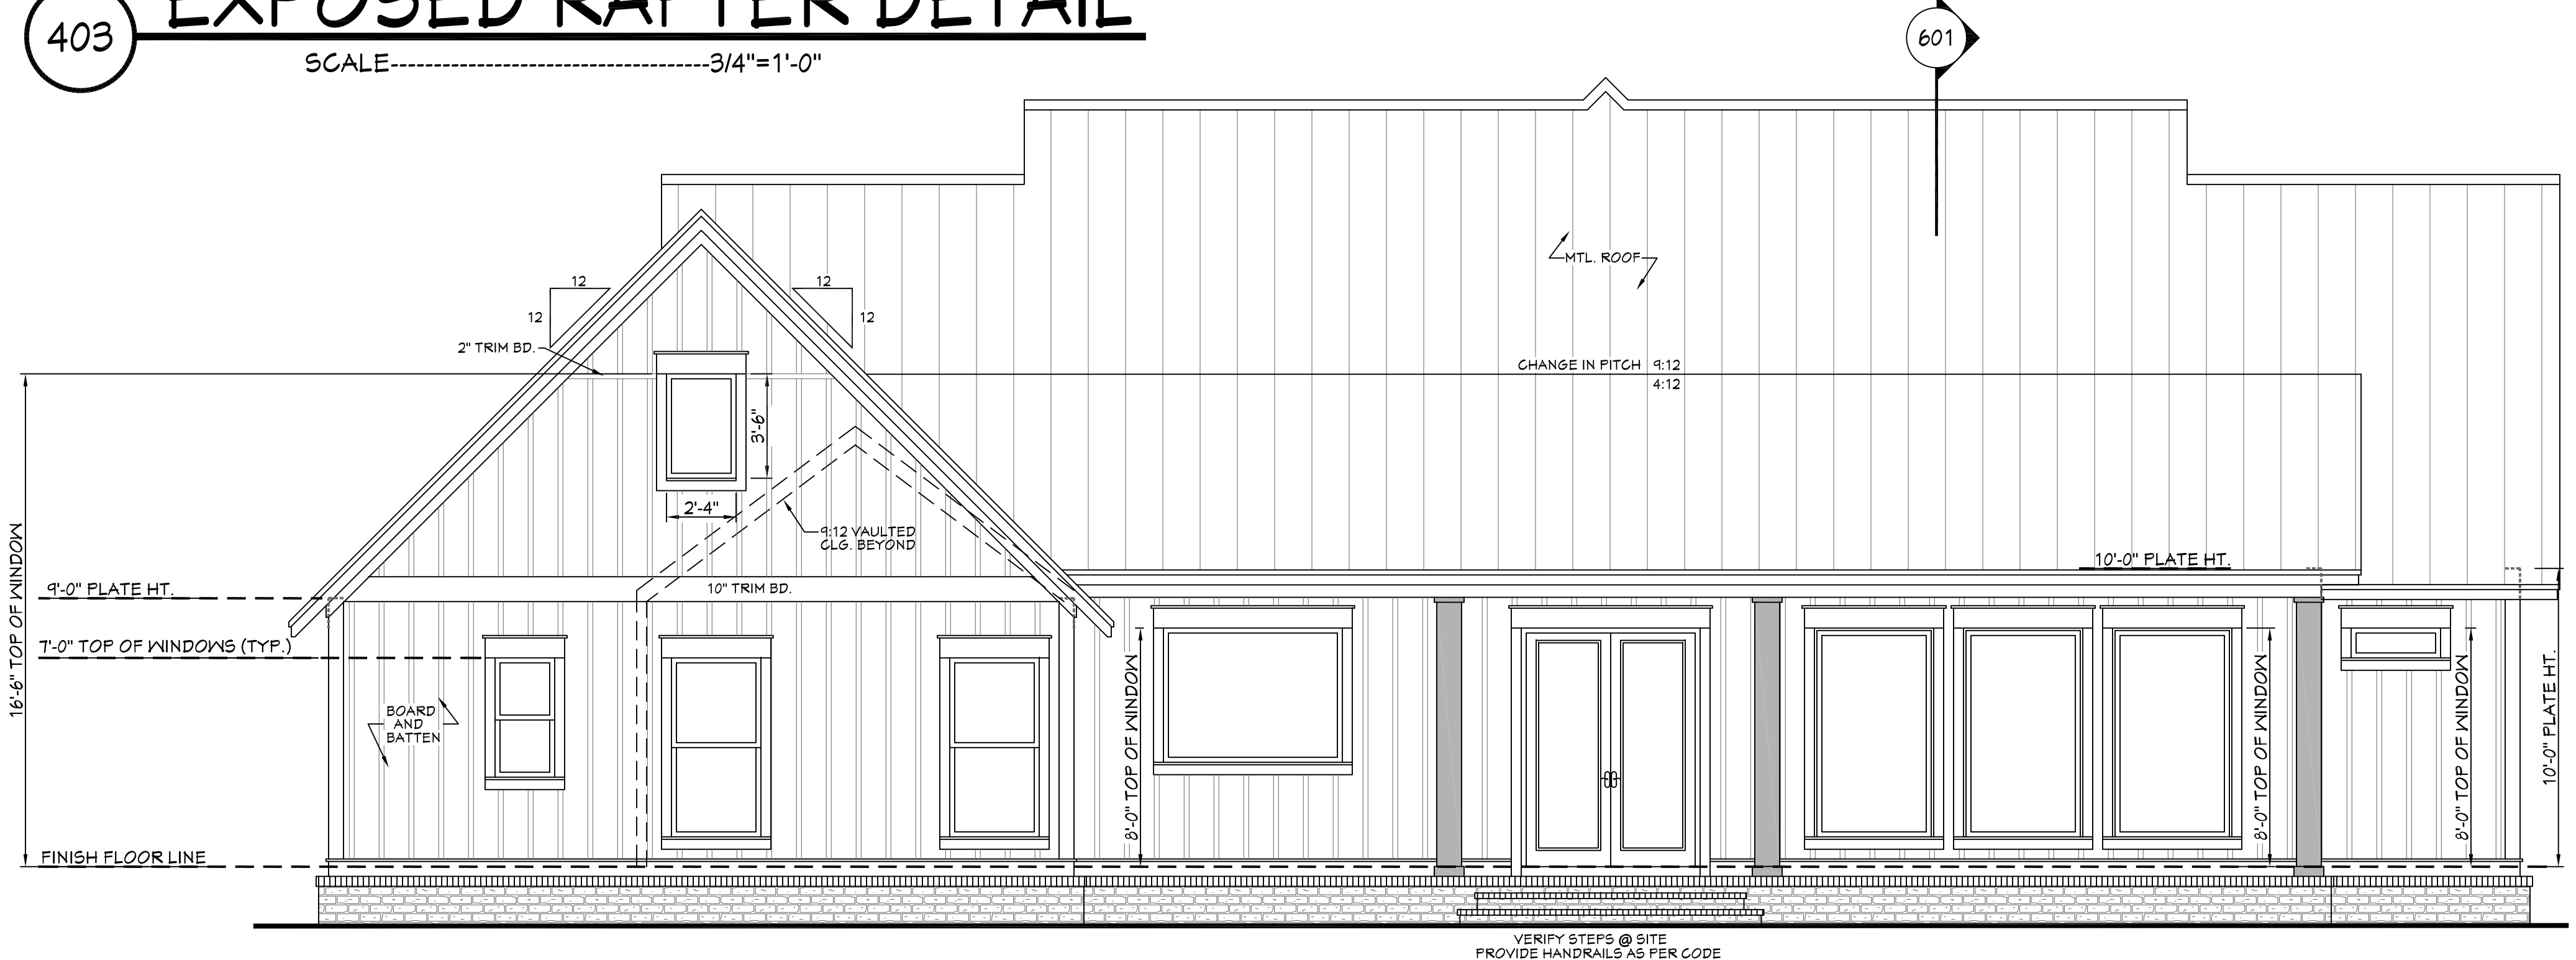 403
EXPOSED RAFTER DETAIL
SCALE-------------------------------------3/4"=1'-0"
601
MTL. ROOF
12
12
12
12
2" TRIM BD.
CHANGE IN PITCH 9:12
4:12
3'-6"
2'-4"
9:12 VAULTED
CLG. BEYOND
16'-6" TOP OF WINDOW
9'-0" PLATE HT.
10" TRIM BD.
10'-0" PLATE HT.
7'-0" TOP OF WINDOWS (TYP.)
BOARD
AND
BATTEN
8'-0" TOP OF WINDOW
8'-0" TOP OF WINDOW
8'-0" TOP OF WINDOW
10'-0" PLATE HT.
FINISH FLOOR LINE
VERIFY STEPS @ SITE
PROVIDE HANDRAILS AS PER CODE